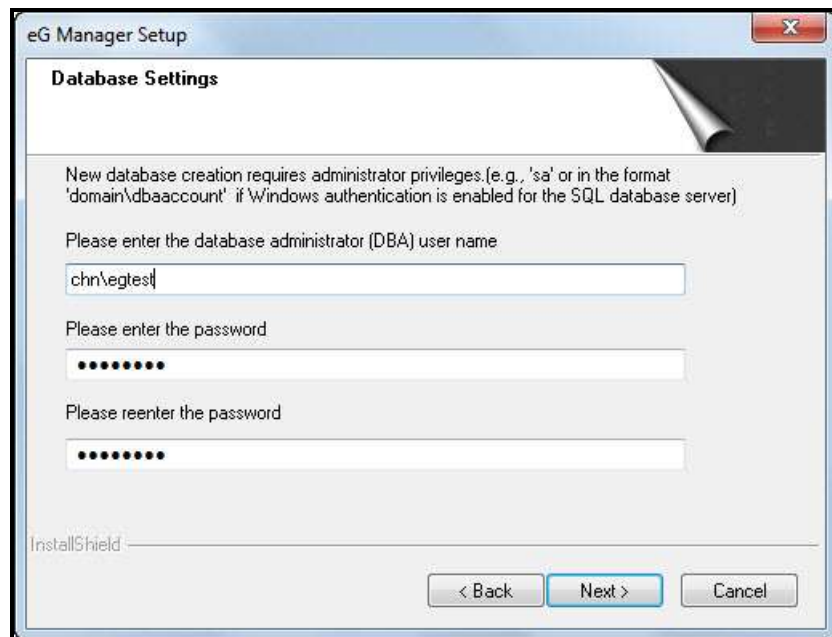 eG Manager Setup
Database Settings
New database creation requires administrator privileges.(e.g., 'sa' or in the format
'domain\dbaaccount'  if Windows authentication is enabled for the SQL database server)
Please enter the database administrator (DBA) user name
chn\egtest
Please enter the password
••••••••
Please reenter the password
••••••••
InstallShield
< Back Next > Cancel